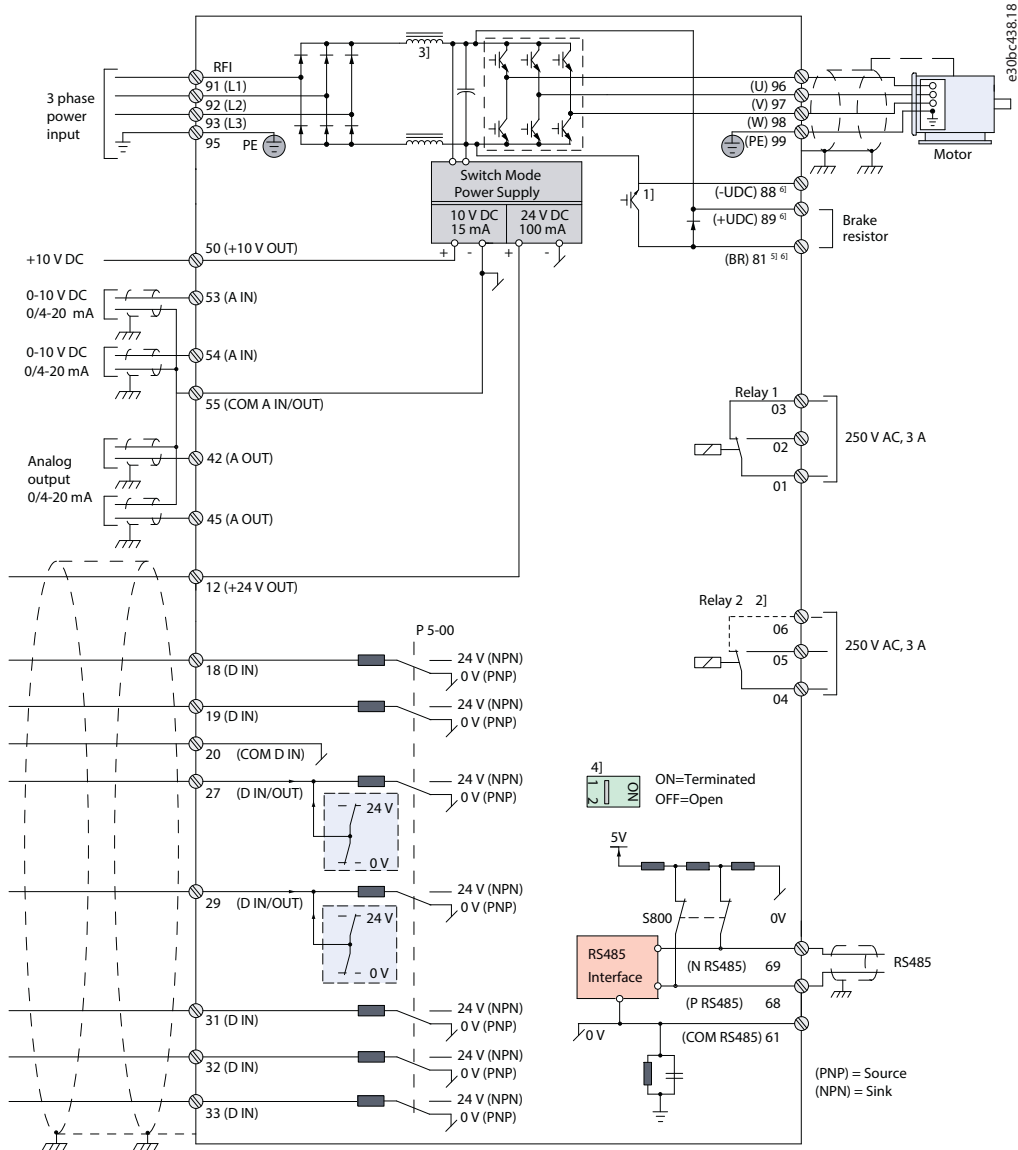 e30bc438.18
3 phase
power
input
RFI
91 (L1)
92 (L2)
93 (L3)
95
PE
3]
(U) 96
(V) 97
(W) 98
(PE) 99
Motor
Switch Mode
Power Supply
10 V DC
15 mA
24 V DC
100 mA
+ - + -
1]
(-UDC) 88 6]
(+UDC) 89 6]
(BR) 81 5] 6]
Brake
resistor
+10 V DC
50 (+10 V OUT)
0-10 V DC
0/4-20 mA
53 (A IN)
0-10 V DC
0/4-20 mA
54 (A IN)
55 (COM A IN/OUT)
Analog
output
0/4-20 mA
42 (A OUT)
45 (A OUT)
12 (+24 V OUT)
Relay 1
03
02
01
250 V AC, 3 A
Relay 2 2]
06
05
04
250 V AC, 3 A
P 5-00
18 (D IN)
24 V (NPN)
0 V (PNP)
19 (D IN)
24 V (NPN)
0 V (PNP)
20 (COM D IN)
27 (D IN/OUT)
24 V (NPN)
0 V (PNP)
24 V
0 V
29 (D IN/OUT)
24 V (NPN)
0 V (PNP)
24 V
0 V
31 (D IN)
24 V (NPN)
0 V (PNP)
32 (D IN)
24 V (NPN)
0 V (PNP)
33 (D IN)
24 V (NPN)
0 V (PNP)
4]
1 2
ON
ON=Terminated
OFF=Open
5V
S800
0V
RS485
Interface
(N RS485) 69
(P RS485) 68
(COM RS485) 61
0 V
RS485
(PNP) = Source
(NPN) = Sink